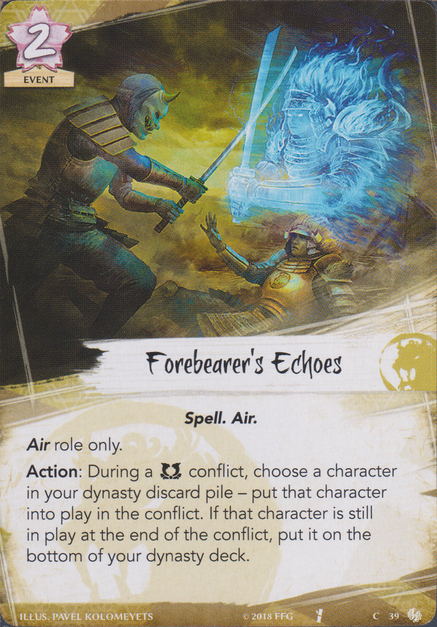 2
EVENT
Forebearer's Echoes
Spell. Air.
Air role only.
Action: During a conflict, choose a character
in your dynasty discard pile – put that character
into play in the conflict. If that character is still
in play at the end of the conflict, put it on the
bottom of your dynasty deck.
ILLUS. PAVEL KOLOMEYETS © 2018 FFG C 39